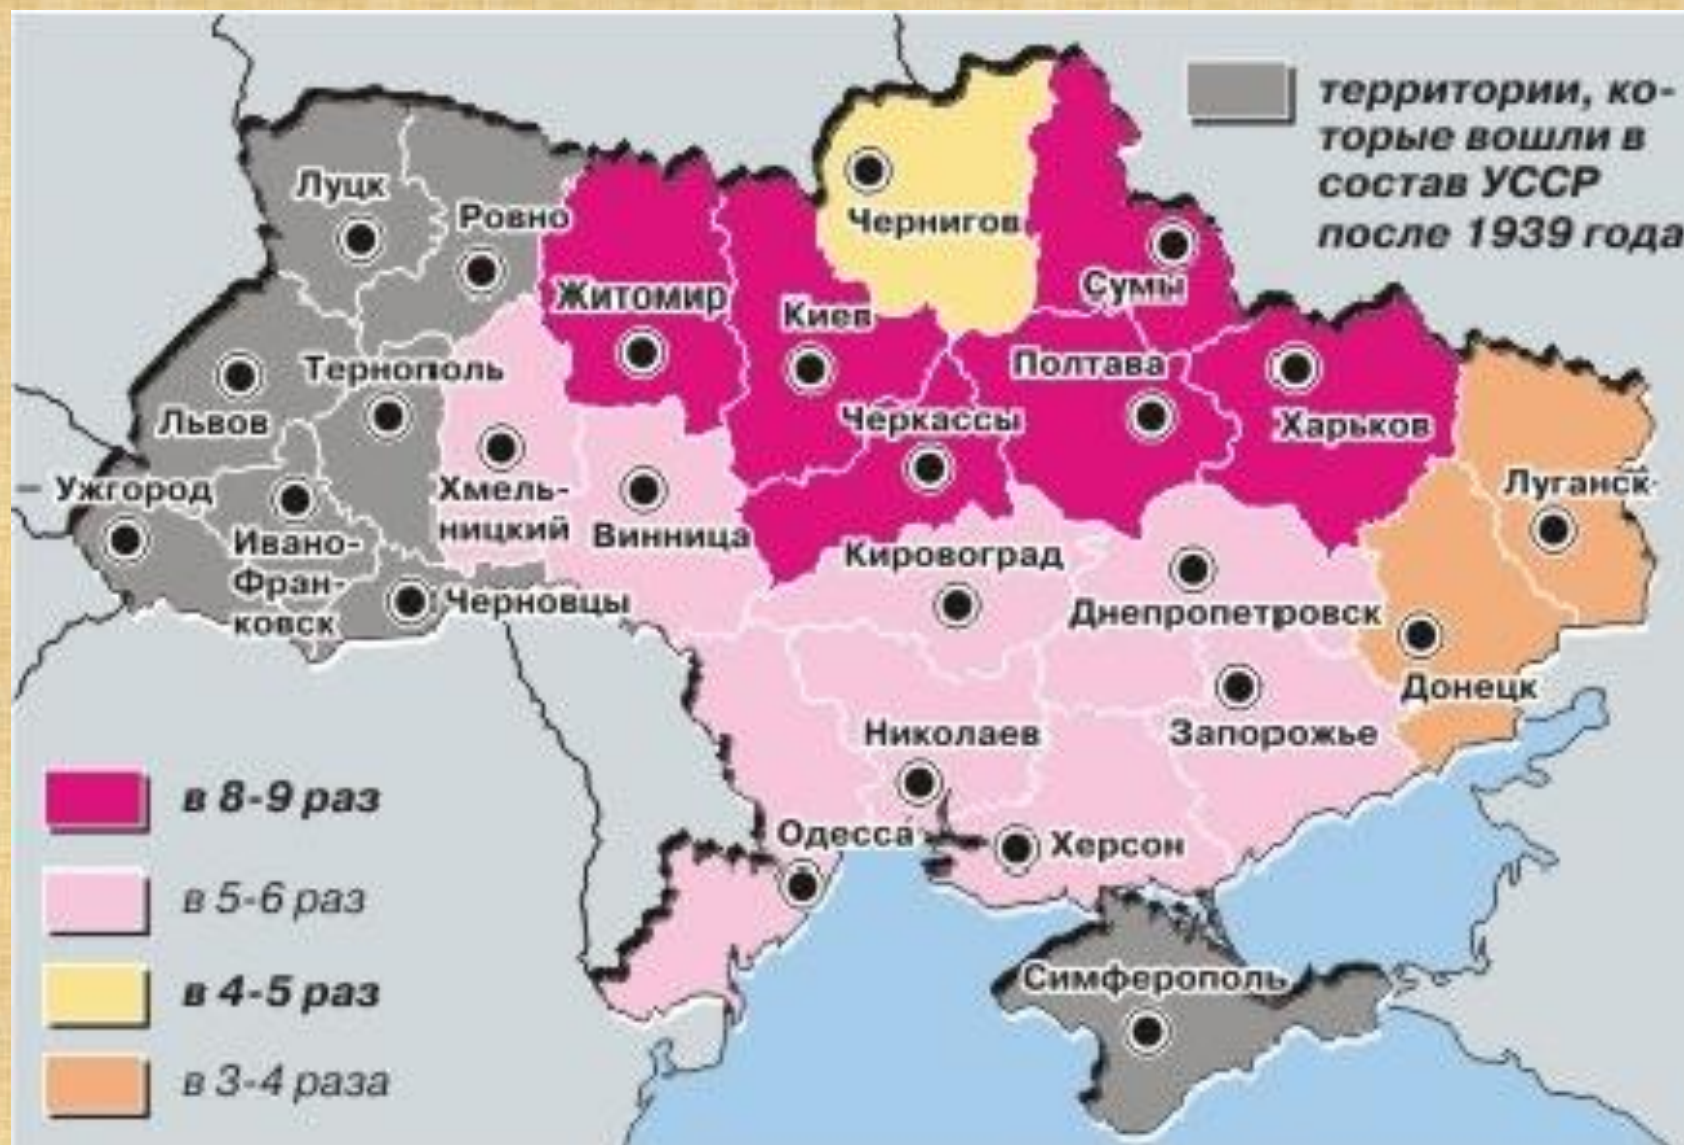 территории, ко-
торые вошли в
состав УССР
после 1939 года
Луцк
Ровно
Чернигов
Житомир
Киев
Сумы
Тернополь
Полтава
Львов
Черкассы
Харьков
Ужгород
Хмель-
ницкий
Винница
Луганск
Ивано-
Фран-
ковск
Кировоград
Черновцы
Днепропетровск
Донецк
Николаев
Запорожье
Одесса
Херсон
Симферополь
в 8-9 раз
в 5-6 раз
в 4-5 раз
в 3-4 раза